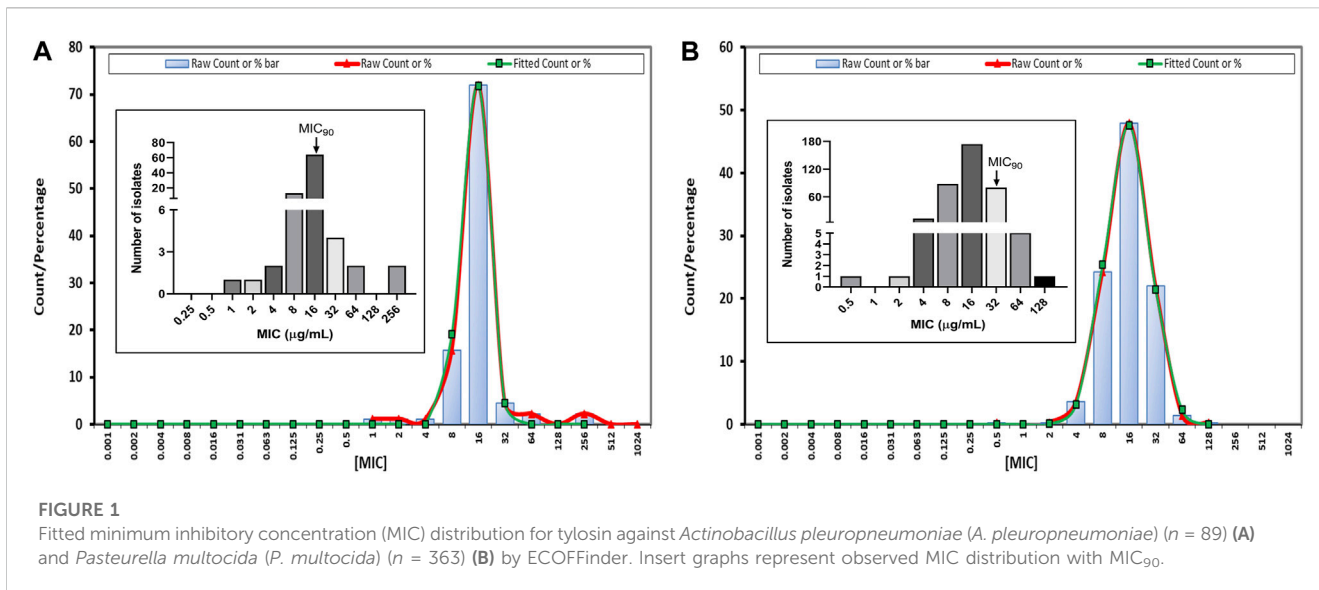 A
80
70
60
50
40
30
20
10
0
Count/Percentage
Raw Count or % bar
Raw Count or %
Fitted Count or %
MIC90
80
60
40
20
6
3
0
Number of isolates
0.25 0.5 1 2 4 8 16 32 64 128 256
MIC (μg/mL)
0.001 0.002 0.004 0.008 0.016 0.031 0.063 0.125 0.25 0.5 1 2 4 8 16 32 64 128 256 512 1024
[MIC]
B
60
50
40
30
20
10
0
Count/Percentage
Raw Count or % bar
Raw Count or %
Fitted Count or %
MIC90
180
120
60
5
4
3
2
1
0
Number of isolates
0.5 1 2 4 8 16 32 64 128
MIC (μg/mL)
0.001 0.002 0.004 0.008 0.016 0.031 0.063 0.125 0.25 0.5 1 2 4 8 16 32 64 128 256 512 1024
[MIC]
FIGURE 1
Fitted minimum inhibitory concentration (MIC) distribution for tylosin against Actinobacillus pleuropneumoniae (A. pleuropneumoniae) (n = 89) (A)
and Pasteurella multocida (P. multocida) (n = 363) (B) by ECOFFinder. Insert graphs represent observed MIC distribution with MIC90.